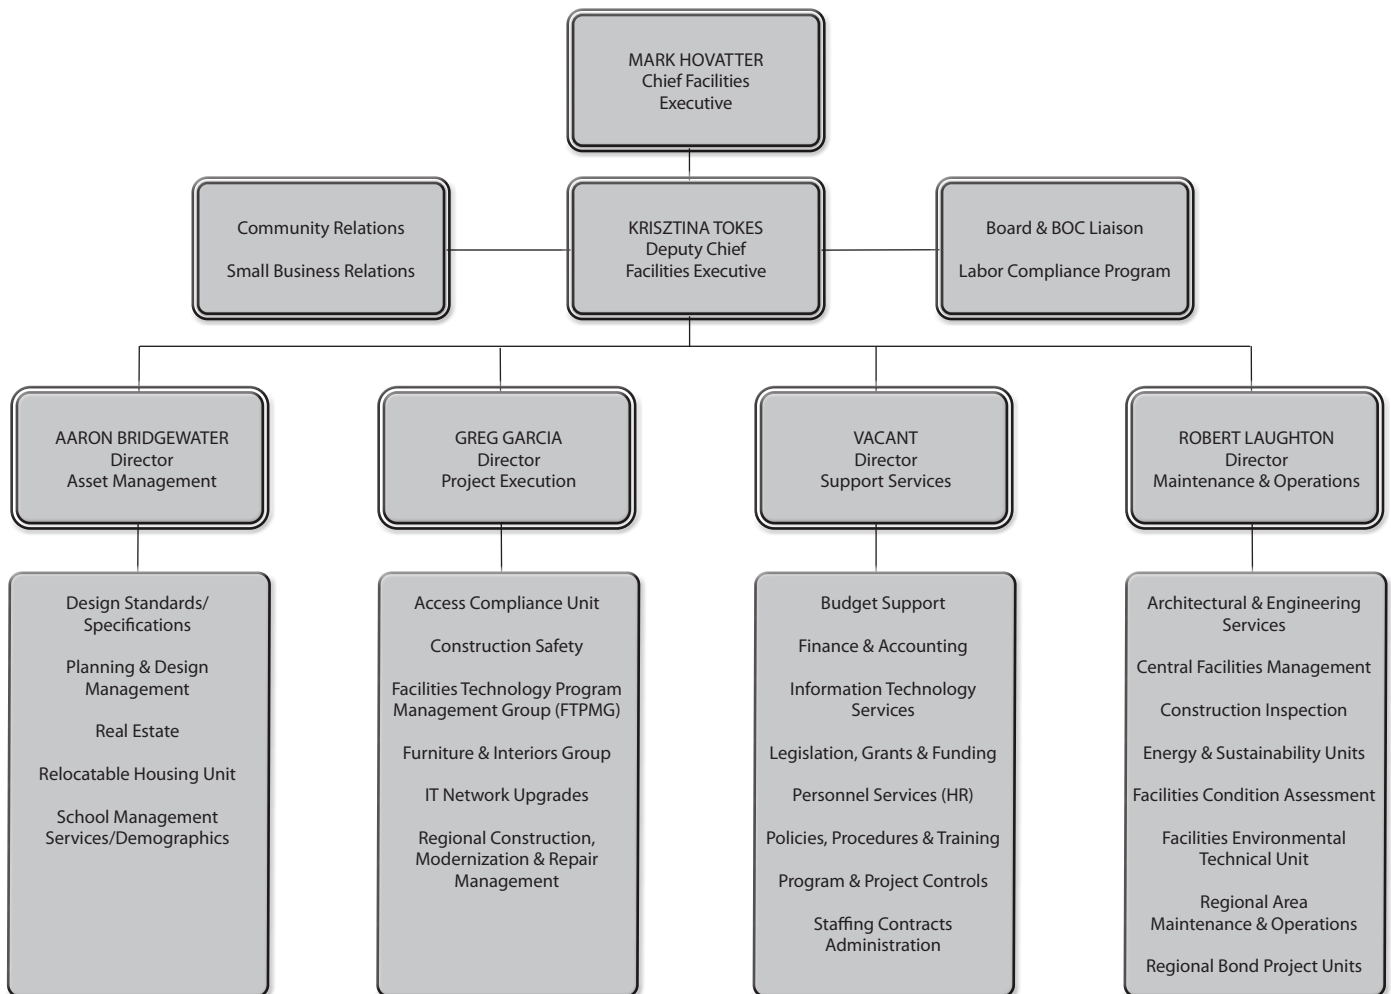 MARK HOVATTER
Chief Facilities
Executive
Community Relations
Small Business Relations
KRISZTINA TOKES
Deputy Chief
Facilities Executive
Board & BOC Liaison
Labor Compliance Program
AARON BRIDGEWATER
Director
Asset Management
GREG GARCIA
Director
Project Execution
VACANT
Director
Support Services
ROBERT LAUGHTON
Director
Maintenance & Operations
Design Standards/
Specifications
Planning & Design
Management
Real Estate
Relocatable Housing Unit
School Management
Services/Demographics
Access Compliance Unit
Construction Safety
Facilities Technology Program
Management Group (FTPMG)
Furniture & Interiors Group
IT Network Upgrades
Regional Construction,
Modernization & Repair
Management
Budget Support
Finance & Accounting
Information Technology
Services
Legislation, Grants & Funding
Personnel Services (HR)
Policies, Procedures & Training
Program & Project Controls
Staffing Contracts
Administration
Architectural & Engineering
Services
Central Facilities Management
Construction Inspection
Energy & Sustainability Units
Facilities Condition Assessment
Facilities Environmental
Technical Unit
Regional Area
Maintenance & Operations
Regional Bond Project Units